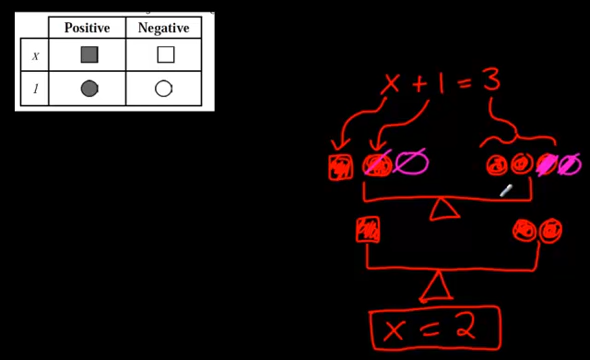 Positive Negative
x
1
x + 1 = 3
x = 2